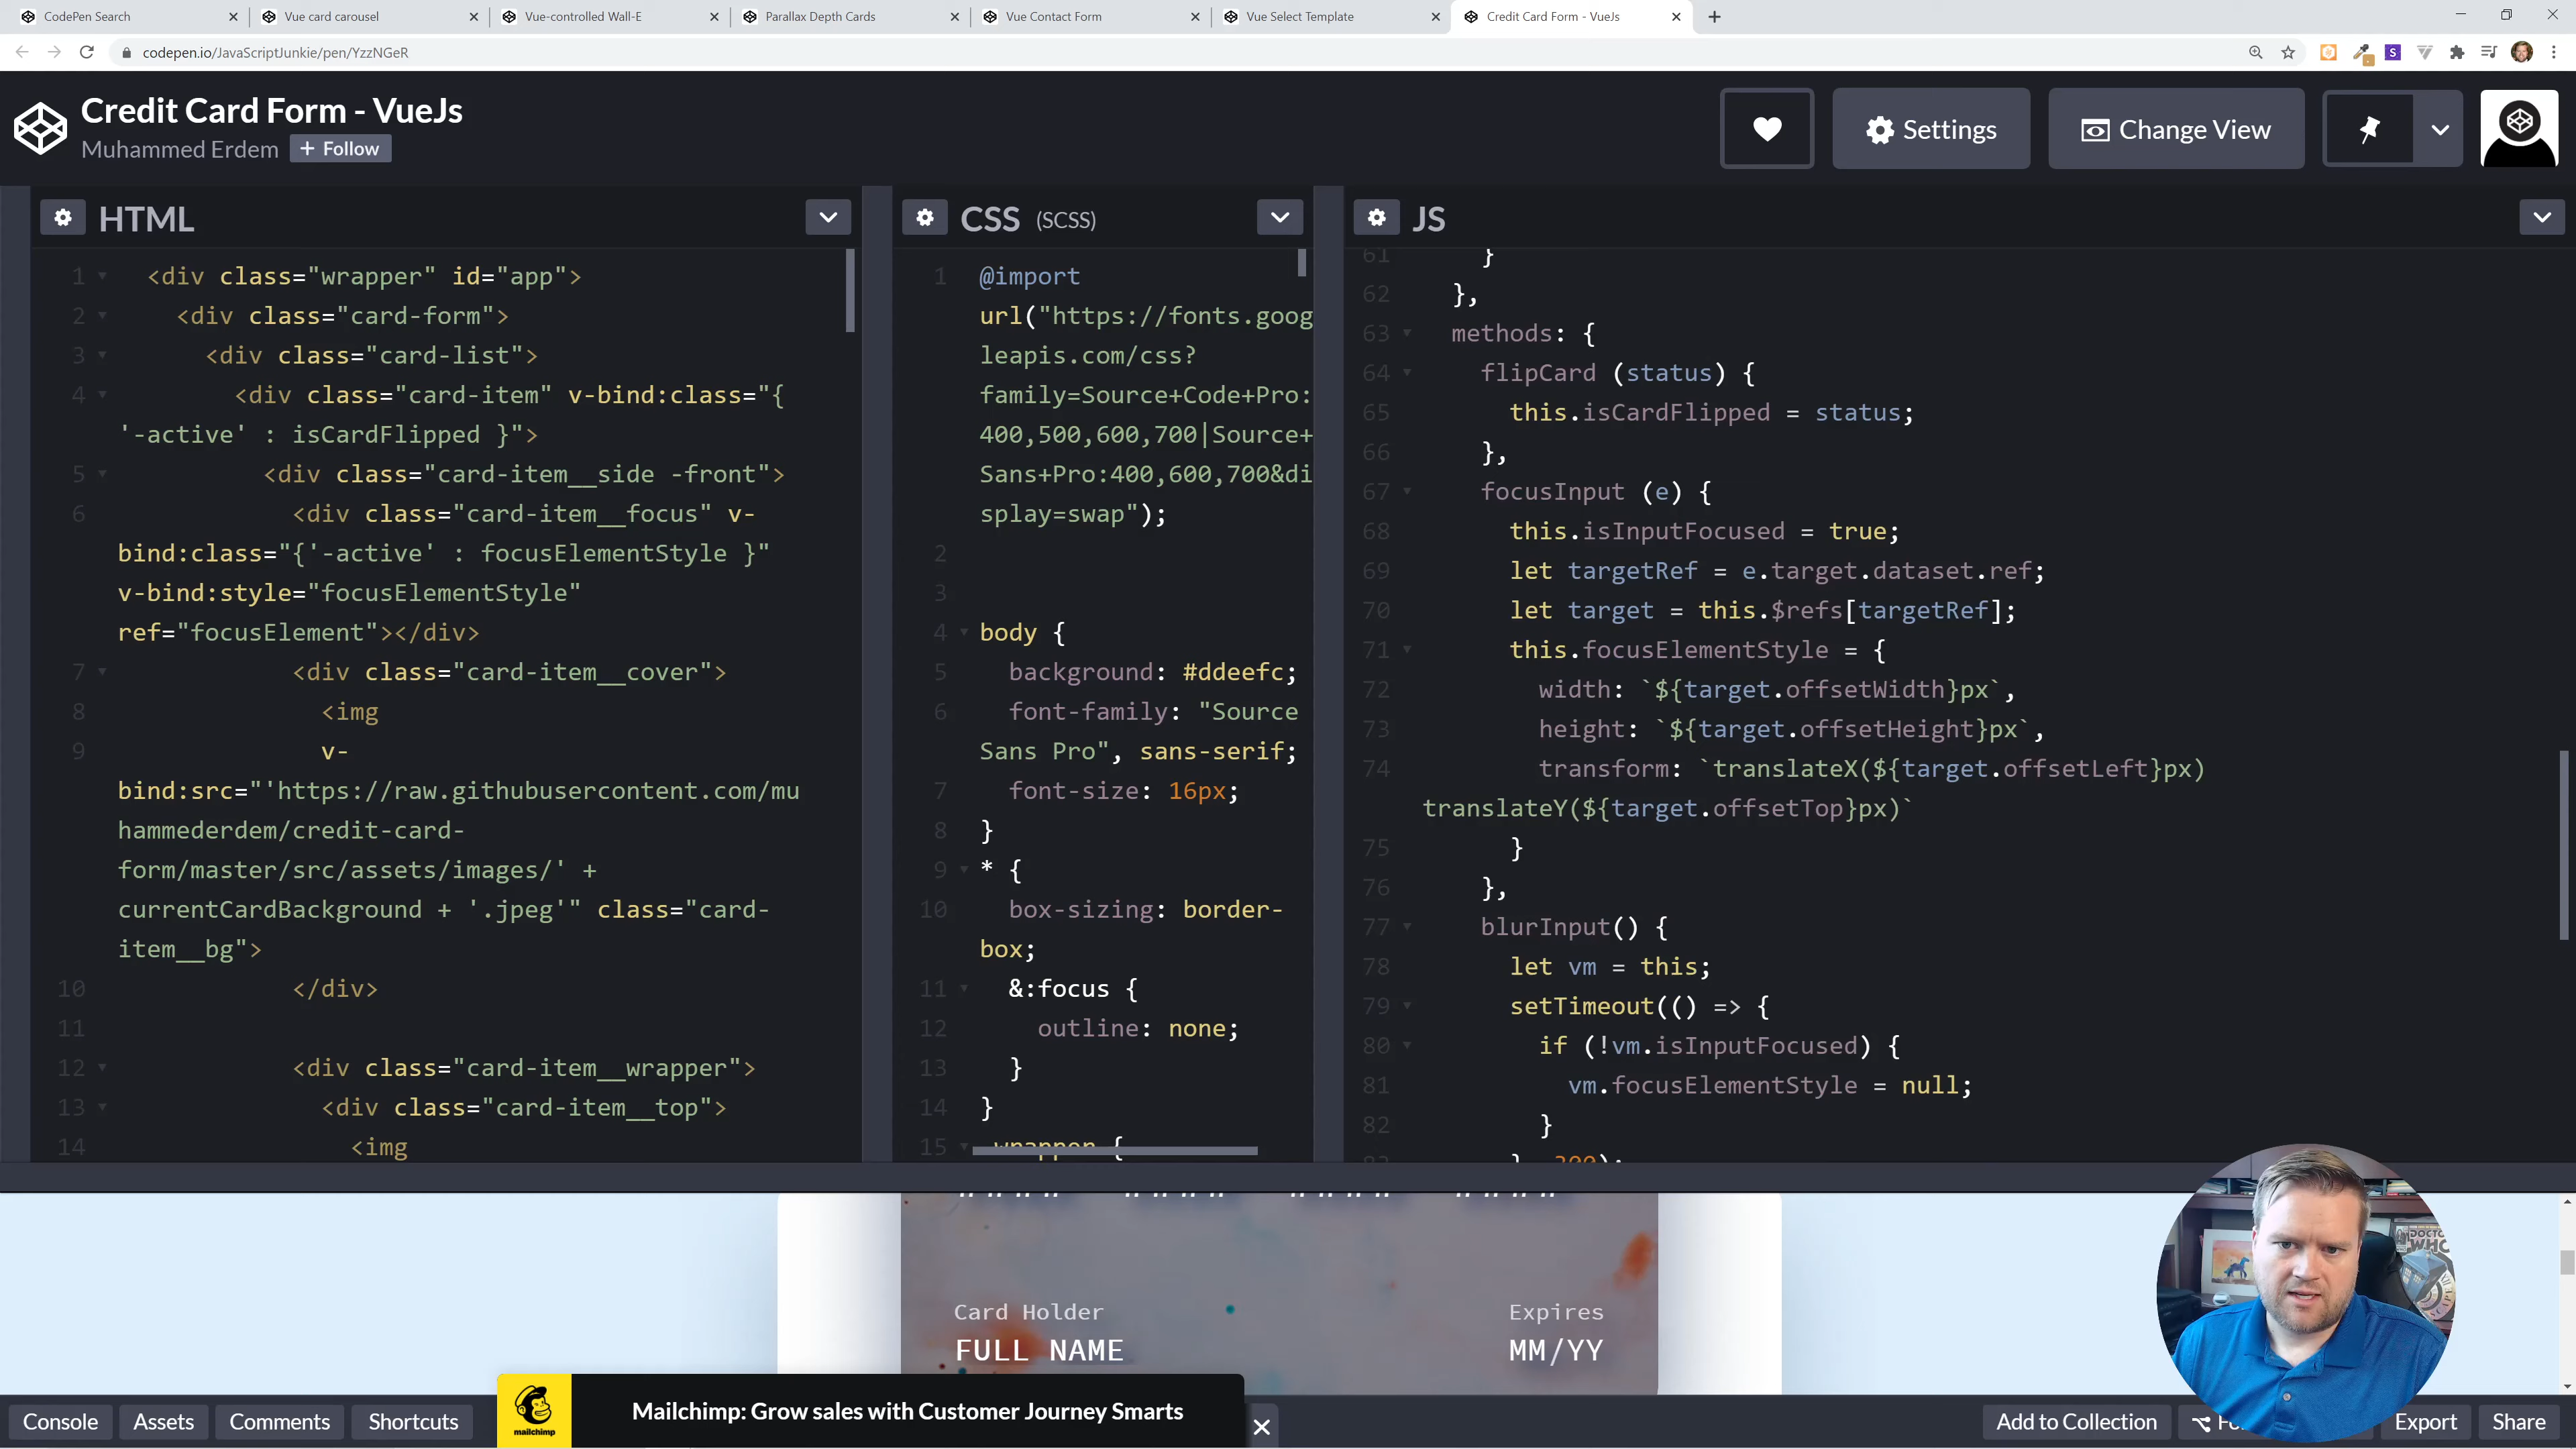 CodePen Search
Vue card carousel
Vue-controlled Wall-E
Parallax Depth Cards
Vue Contact Form
Vue Select Template
Credit Card Form - VueJs
codepen.io/JavaScriptJunkie/pen/YzzNGeR
Credit Card Form - VueJs
Muhammed Erdem
+ Follow
Settings
Change View
HTML
1 <div class="wrapper" id="app">
2 <div class="card-form">
3 <div class="card-list">
4 <div class="card-item" v-bind:class="{
'-active' : isCardFlipped }">
5 <div class="card-item__side -front">
6 <div class="card-item__focus" v-
bind:class="{'-active' : focusElementStyle }"
v-bind:style="focusElementStyle"
ref="focusElement"></div>
7 <div class="card-item__cover">
8 <img
9 v-
bind:src="'https://raw.githubusercontent.com/mu
hammederdem/credit-card-
form/master/src/assets/images/' +
currentCardBackground + '.jpeg'" class="card-
item__bg">
10 </div>
11
12 <div class="card-item__wrapper">
13 <div class="card-item__top">
14 <img
CSS (SCSS)
1 @import
url("https://fonts.goog
leapis.com/css?
family=Source+Code+Pro:
400,500,600,700|Source+
Sans+Pro:400,600,700&di
splay=swap");
2
3
4 body {
5 background: #ddeefc;
6 font-family: "Source
Sans Pro", sans-serif;
7 font-size: 16px;
8 }
9 * {
10 box-sizing: border-
box;
11 &:focus {
12 outline: none;
13 }
14 }
15 .wrapper {
JS
61 }
62 },
63 methods: {
64 flipCard (status) {
65 this.isCardFlipped = status;
66 },
67 focusInput (e) {
68 this.isInputFocused = true;
69 let targetRef = e.target.dataset.ref;
70 let target = this.$refs[targetRef];
71 this.focusElementStyle = {
72 width: `${target.offsetWidth}px`,
73 height: `${target.offsetHeight}px`,
74 transform: `translateX(${target.offsetLeft}px)
translateY(${target.offsetTop}px)`
75 }
76 },
77 blurInput() {
78 let vm = this;
79 setTimeout(() => {
80 if (!vm.isInputFocused) {
81 vm.focusElementStyle = null;
82 }
83 }, 300);
Card Holder
FULL NAME
Expires
MM/YY
DOCTOR
WHO
mailchimp
Mailchimp: Grow sales with Customer Journey Smarts
Console
Assets
Comments
Shortcuts
Add to Collection
Export
Share